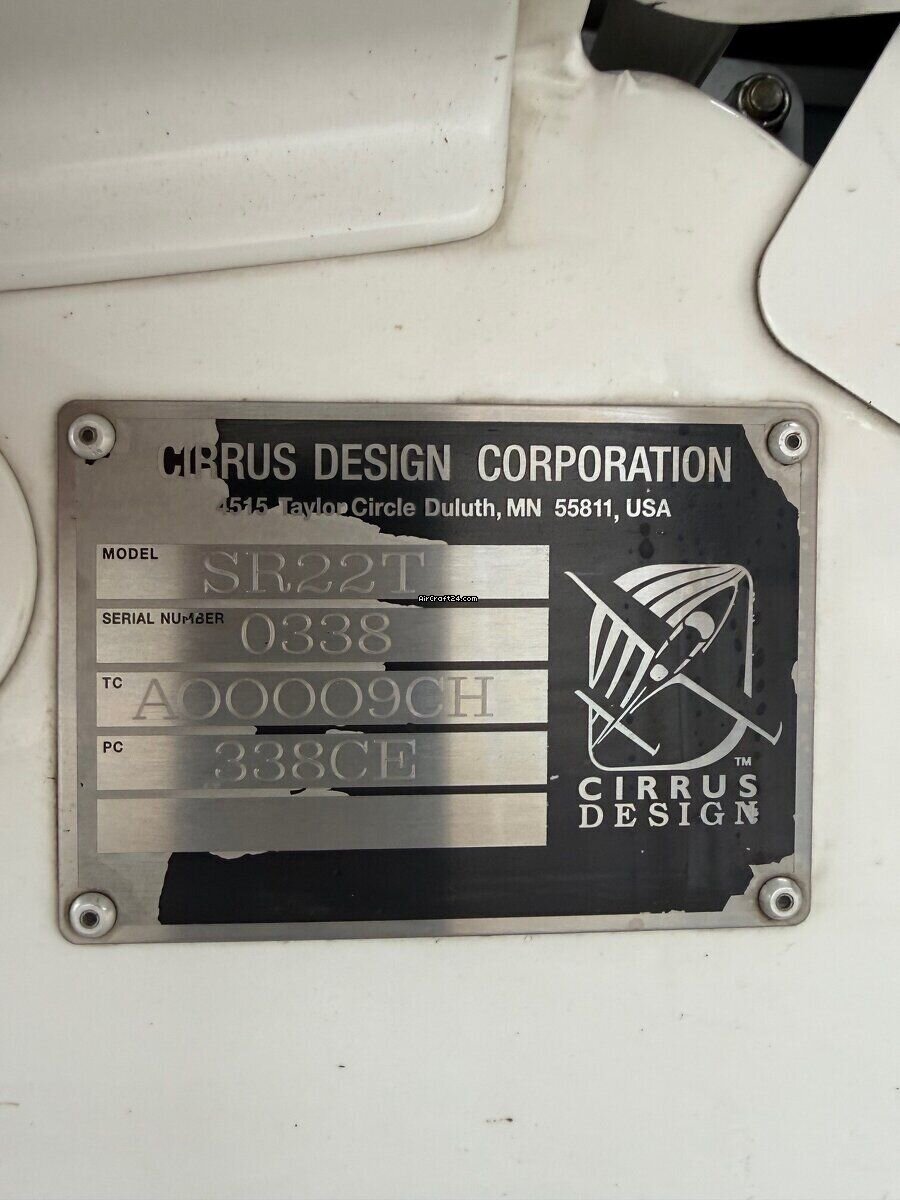 CIRRUS DESIGN CORPORATION
4515 Taylor Circle Duluth, MN 55811, USA
MODEL SR22T
AirCraft24.com
SERIAL NUMBER 0338
TC A00009CH
PC 338CE
TM
CIRRUS
DESIGN